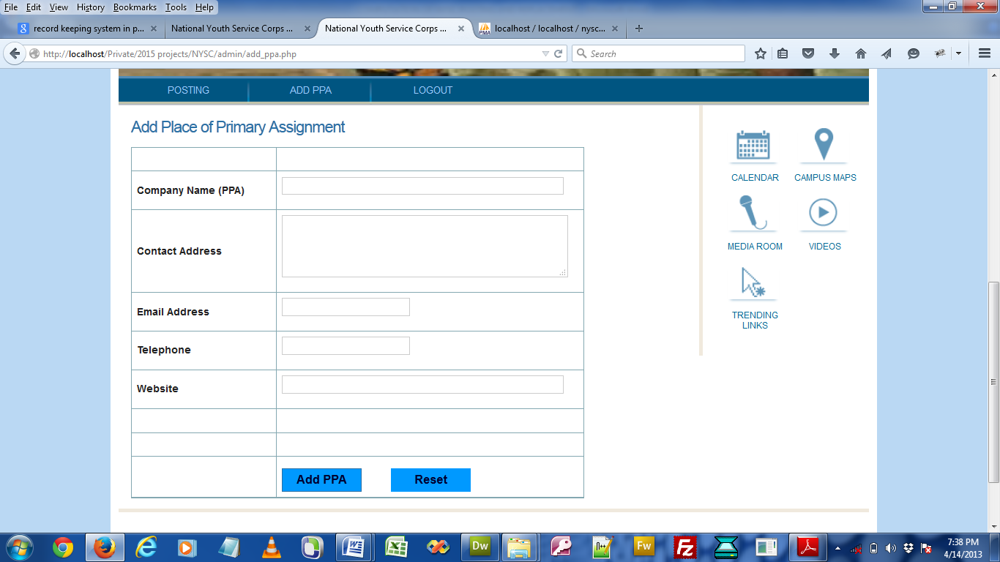 File Edit View History Bookmarks Tools Help
record keeping system in p...
National Youth Service Corps ...
National Youth Service Corps ...
localhost / localhost / nysc...
http://localhost/Private/2015 projects/NYSC/admin/add_ppa.php
Search
POSTING ADD PPA LOGOUT
Add Place of Primary Assignment
Company Name (PPA)
Contact Address
Email Address
Telephone
Website
Add PPA Reset
CALENDAR CAMPUS MAPS
MEDIA ROOM VIDEOS
TRENDING
LINKS
Dw
Fw
7:38 PM
4/14/2013